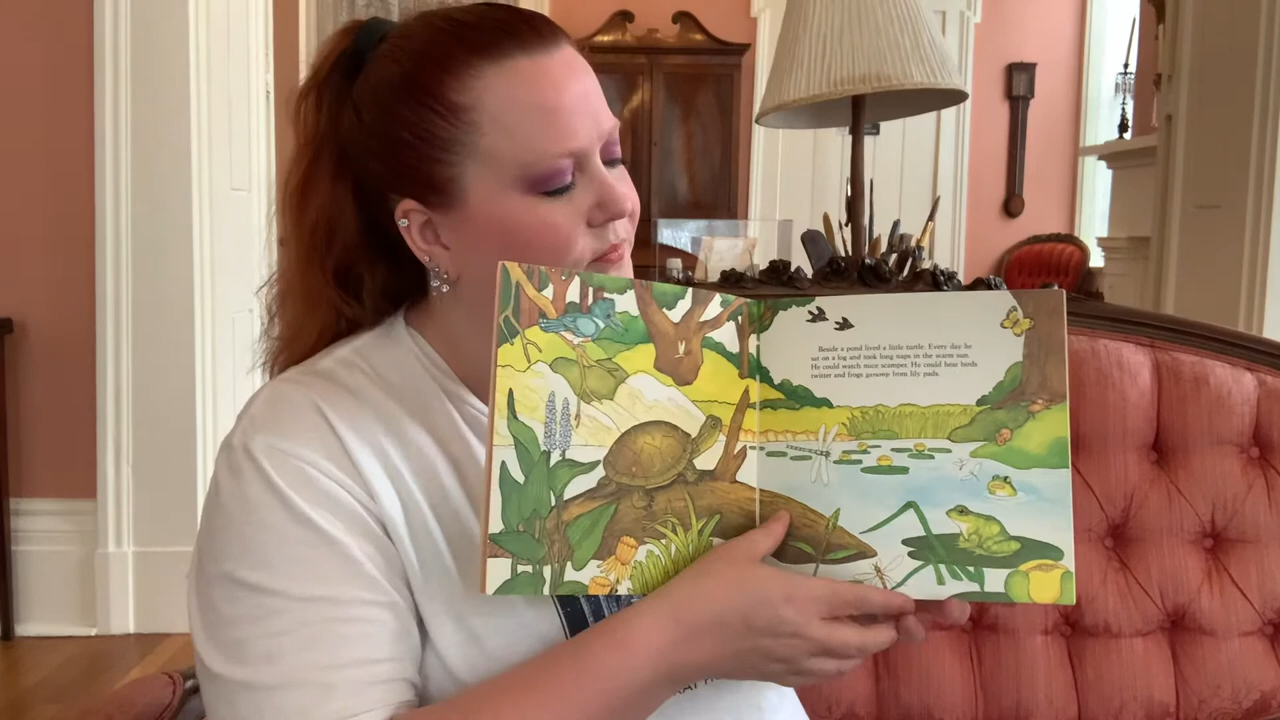 Beside a pond lived a little turtle. Every day he
sat on a log and took long naps in the warm sun.
He could watch mice scamper. He could hear birds
twitter and frogs garump from lily pads.